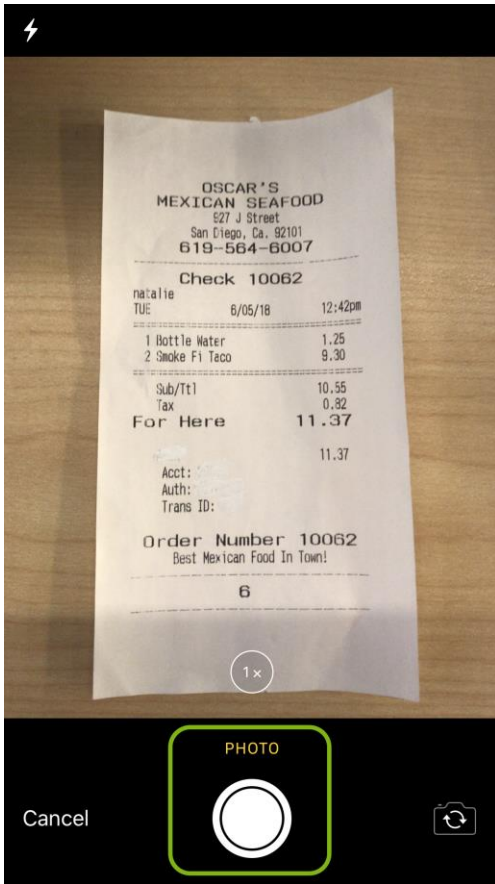 OSCAR'S
MEXICAN SEAFOOD
927 J Street
San Diego, Ca. 92101
619-564-6007
Check 10062
natalie
TUE 6/05/18 12:42pm
1 Bottle Water 1.25
2 Smoke Fi Taco 9.30
Sub/Ttl 10.55
Tax 0.82
For Here 11.37
11.37
Acct:
Auth:
Trans ID:
Order Number 10062
Best Mexican Food In Town!
6
1×
PHOTO
Cancel